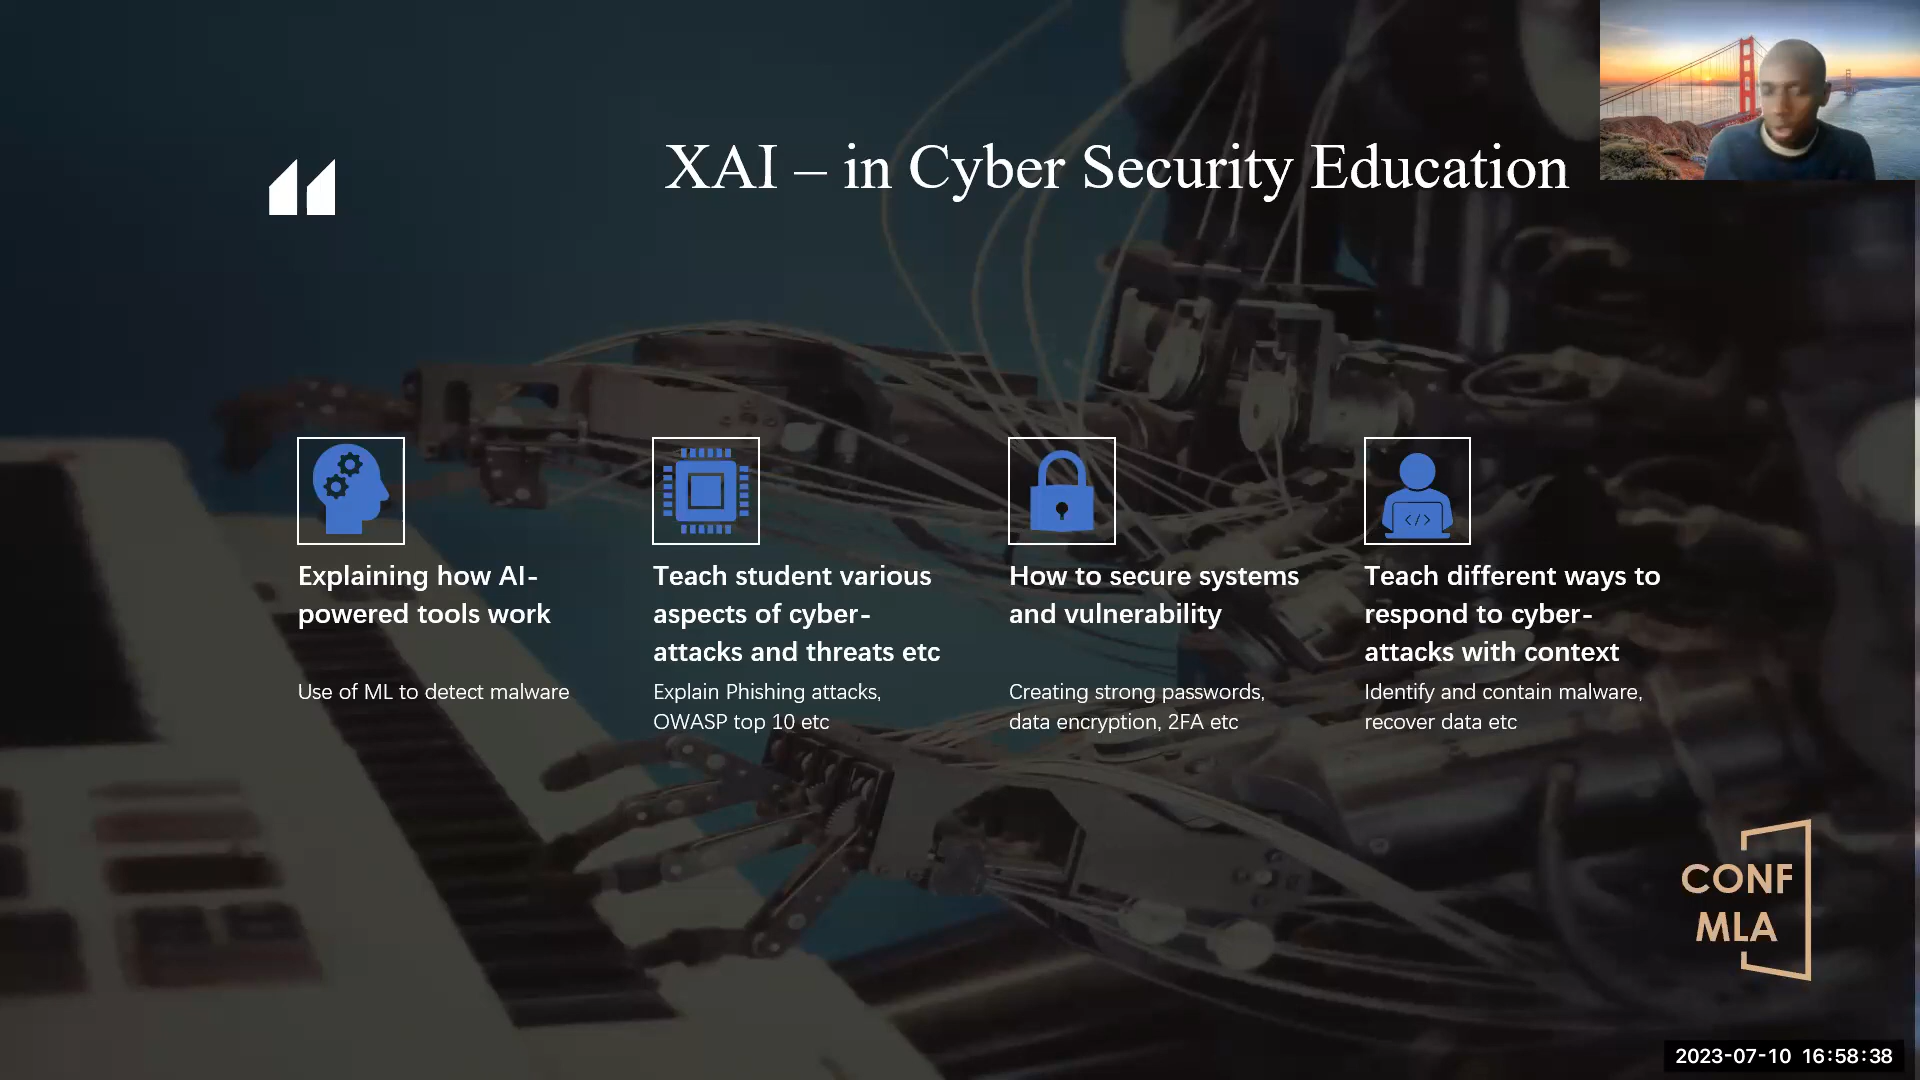 XAI – in Cyber Security Education
Explaining how AI-
powered tools work
Use of ML to detect malware
Teach student various
aspects of cyber-
attacks and threats etc
Explain Phishing attacks,
OWASP top 10 etc
How to secure systems
and vulnerability
Creating strong passwords,
data encryption, 2FA etc
</>
Teach different ways to
respond to cyber-
attacks with context
Identify and contain malware,
recover data etc
CONF
MLA
2023-07-10 16:58:38